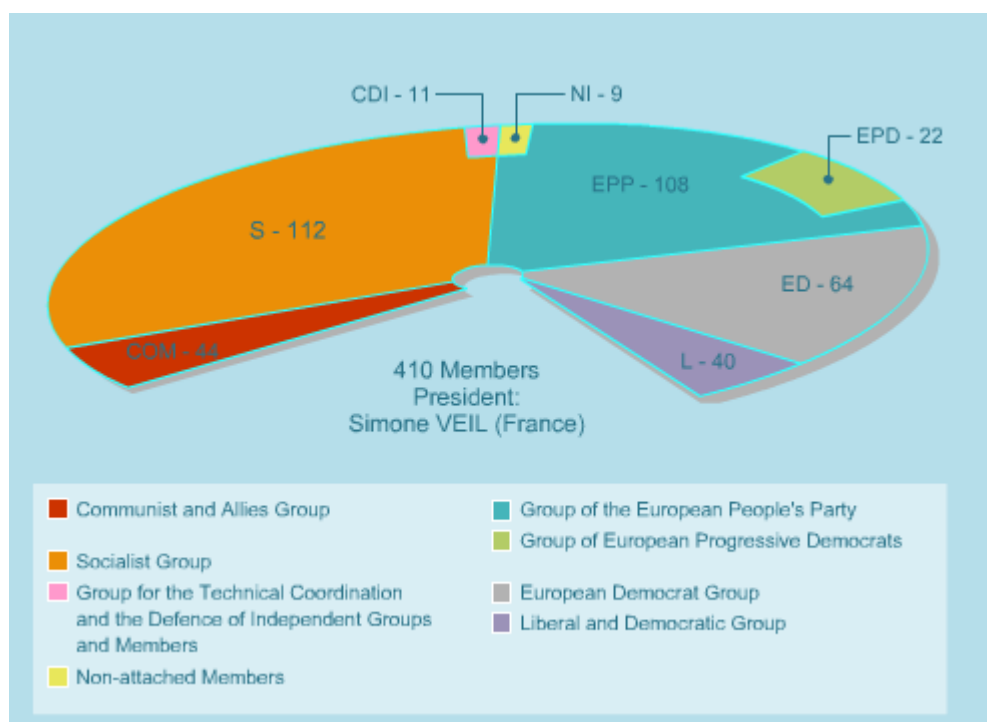 CDI - 11
NI - 9
EPD - 22
EPP - 108
S - 112
ED - 64
COM - 44
L - 40
410 Members
President:
Simone VEIL (France)
Communist and Allies Group
Socialist Group
Group for the Technical Coordination
and the Defence of Independent Groups
and Members
Non-attached Members
Group of the European People's Party
Group of European Progressive Democrats
European Democrat Group
Liberal and Democratic Group